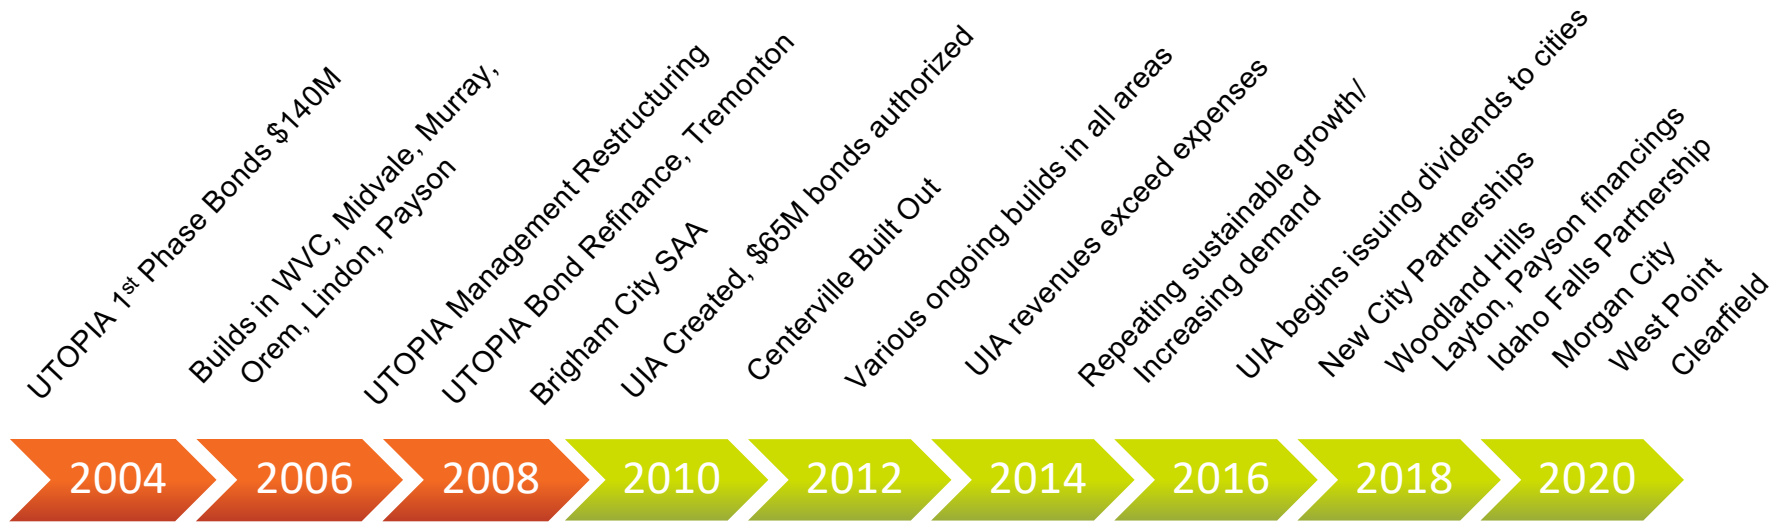 UTOPIA 1st Phase Bonds $140M
Builds in WVC, Midvale, Murray,
Orem, Lindon, Payson
UTOPIA Management Restructuring
UTOPIA Bond Refinance, Tremonton
Brigham City SAA
UIA Created, $65M bonds authorized
Centerville Built Out
Various ongoing builds in all areas
UIA revenues exceed expenses
Repeating sustainable growth/
Increasing demand
UIA begins issuing dividends to cities
New City Partnerships
Woodland Hills
Layton, Payson financings
Idaho Falls Partnership
Morgan City
West Point
Clearfield
2004
2006
2008
2010
2012
2014
2016
2018
2020